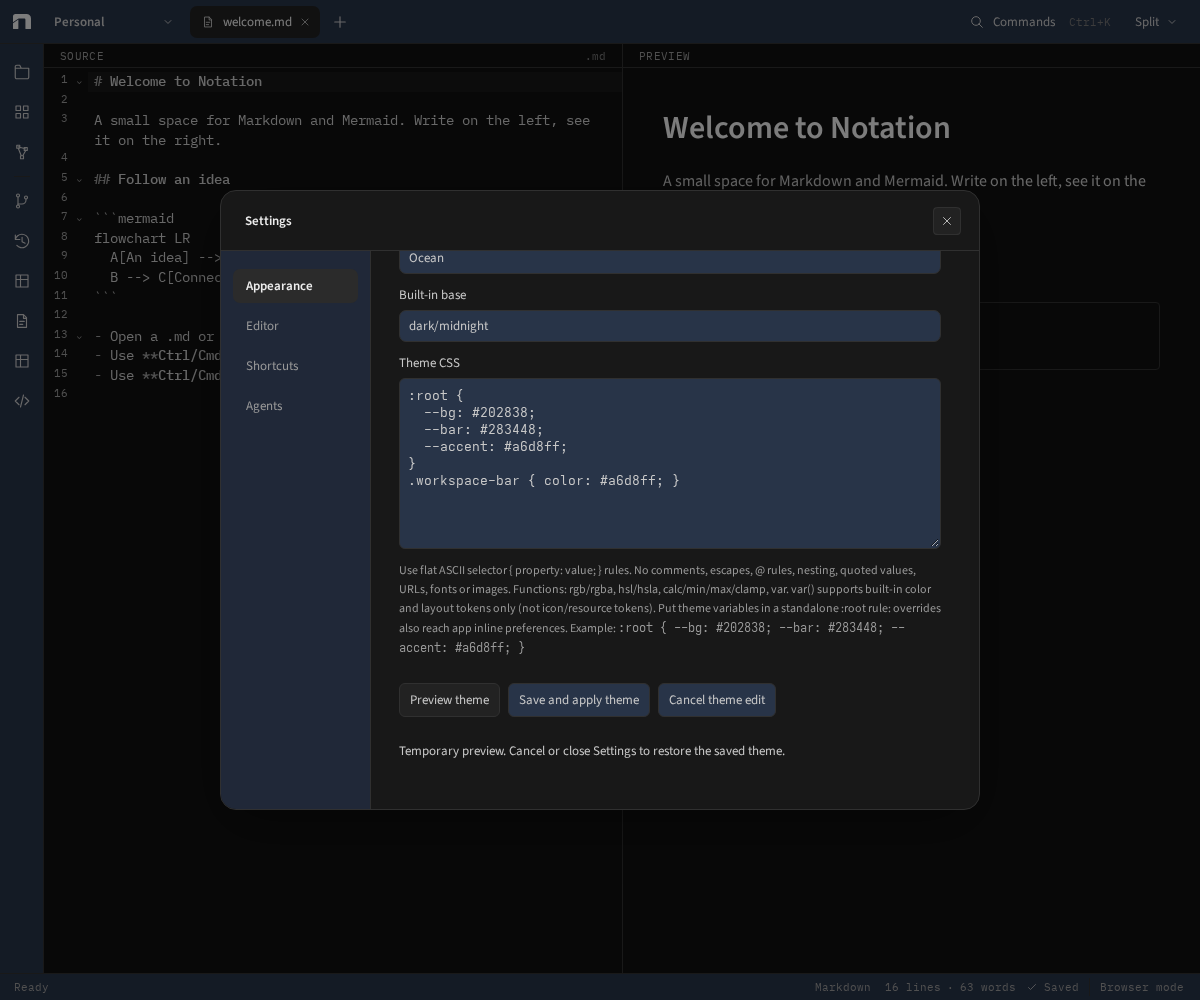 Personal
welcome.md
Commands Ctrl+K
Split
SOURCE
.md
PREVIEW
1 # Welcome to Notation
2
3 A small space for Markdown and Mermaid. Write on the left, see
it on the right.
4
5 ## Follow an idea
6
7 ```mermaid
8 flowchart LR
9 A[An idea] -->
10 B --> C[Connec
11 ```
12
13 - Open a .md or
14 - Use **Ctrl/Cmd
15 - Use **Ctrl/Cmd
16
Welcome to Notation
A small space for Markdown and Mermaid. Write on the left, see it on the
Settings
Appearance
Editor
Shortcuts
Agents
Ocean
Built-in base
dark/midnight
Theme CSS
:root {
--bg: #202838;
--bar: #283448;
--accent: #a6d8ff;
}
.workspace-bar { color: #a6d8ff; }
Use flat ASCII selector { property: value; } rules. No comments, escapes, @ rules, nesting, quoted values,
URLs, fonts or images. Functions: rgb/rgba, hsl/hsla, calc/min/max/clamp, var. var() supports built-in color
and layout tokens only (not icon/resource tokens). Put theme variables in a standalone :root rule: overrides
also reach app inline preferences. Example: :root { --bg: #202838; --bar: #283448; --
accent: #a6d8ff; }
Preview theme
Save and apply theme
Cancel theme edit
Temporary preview. Cancel or close Settings to restore the saved theme.
Ready
Markdown 16 lines · 63 words ✓ Saved Browser mode